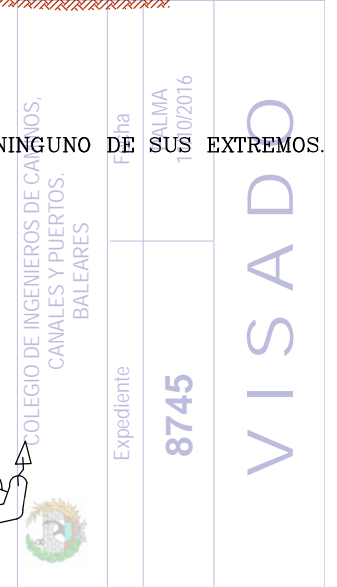 NINGUNO DE SUS EXTREMOS.
COLEGIO DE INGENIEROS DE CAMINOS,
CANALES Y PUERTOS.
BALEARES
Expediente
Fecha
8745
PALMA
VISADO